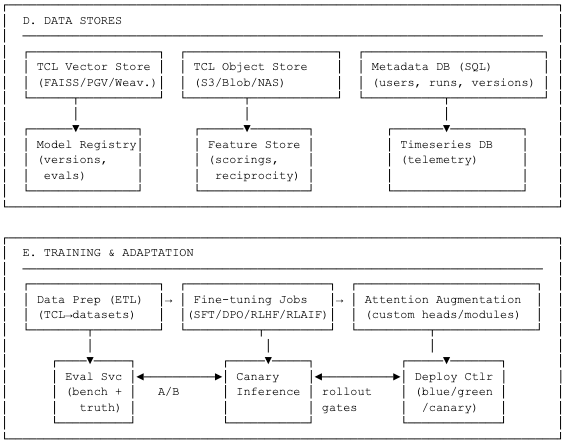 D. DATA STORES
TCL Vector Store
(FAISS/PGV/Weav.)
TCL Object Store
(S3/Blob/NAS)
Metadata DB (SQL)
(users, runs, versions)
Model Registry
(versions,
evals)
Feature Store
(scorings,
reciprocity)
Timeseries DB
(telemetry)
E. TRAINING & ADAPTATION
Data Prep (ETL)
(TCL→datasets)
→
Fine-tuning Jobs
(SFT/DPO/RLHF/RLAIF)
→
Attention Augmentation
(custom heads/modules)
Eval Svc
(bench +
truth)
A/B
Canary
Inference
rollout
gates
Deploy Ctlr
(blue/green
/canary)